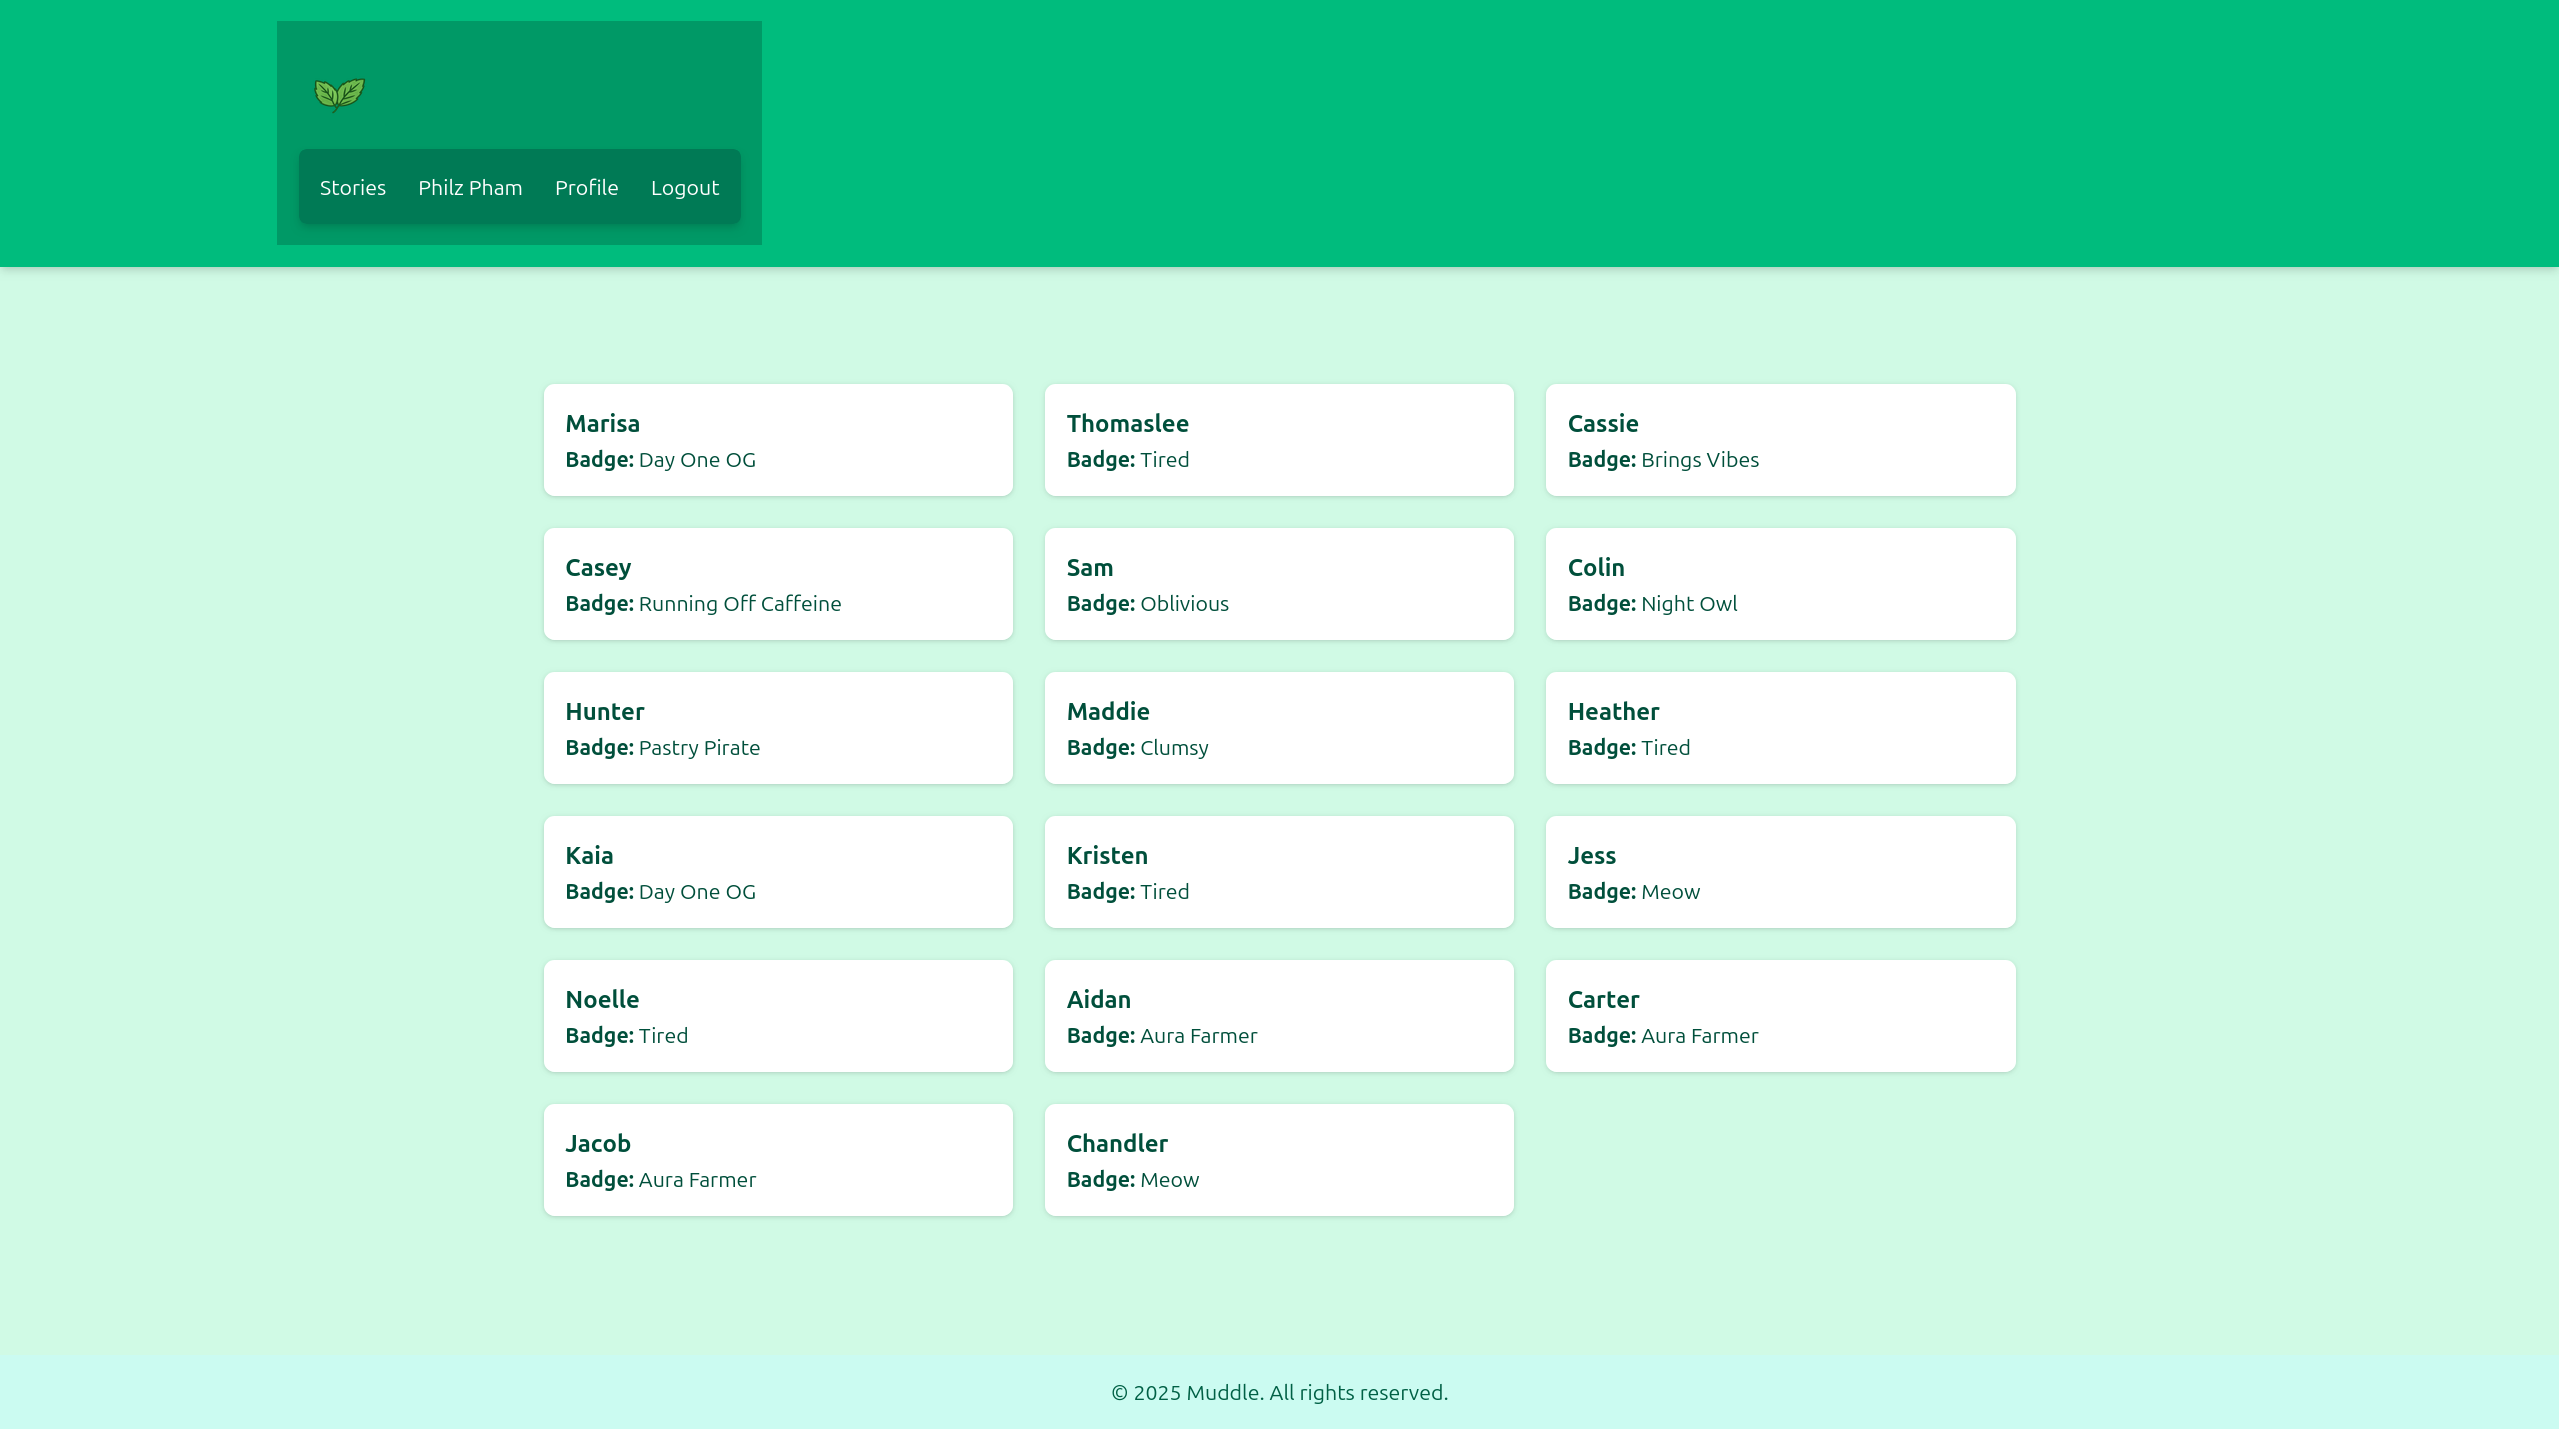 Stories Philz Pham Profile Logout
Marisa
Badge: Day One OG
Thomaslee
Badge: Tired
Cassie
Badge: Brings Vibes
Casey
Badge: Running Off Caffeine
Sam
Badge: Oblivious
Colin
Badge: Night Owl
Hunter
Badge: Pastry Pirate
Maddie
Badge: Clumsy
Heather
Badge: Tired
Kaia
Badge: Day One OG
Kristen
Badge: Tired
Jess
Badge: Meow
Noelle
Badge: Tired
Aidan
Badge: Aura Farmer
Carter
Badge: Aura Farmer
Jacob
Badge: Aura Farmer
Chandler
Badge: Meow
© 2025 Muddle. All rights reserved.